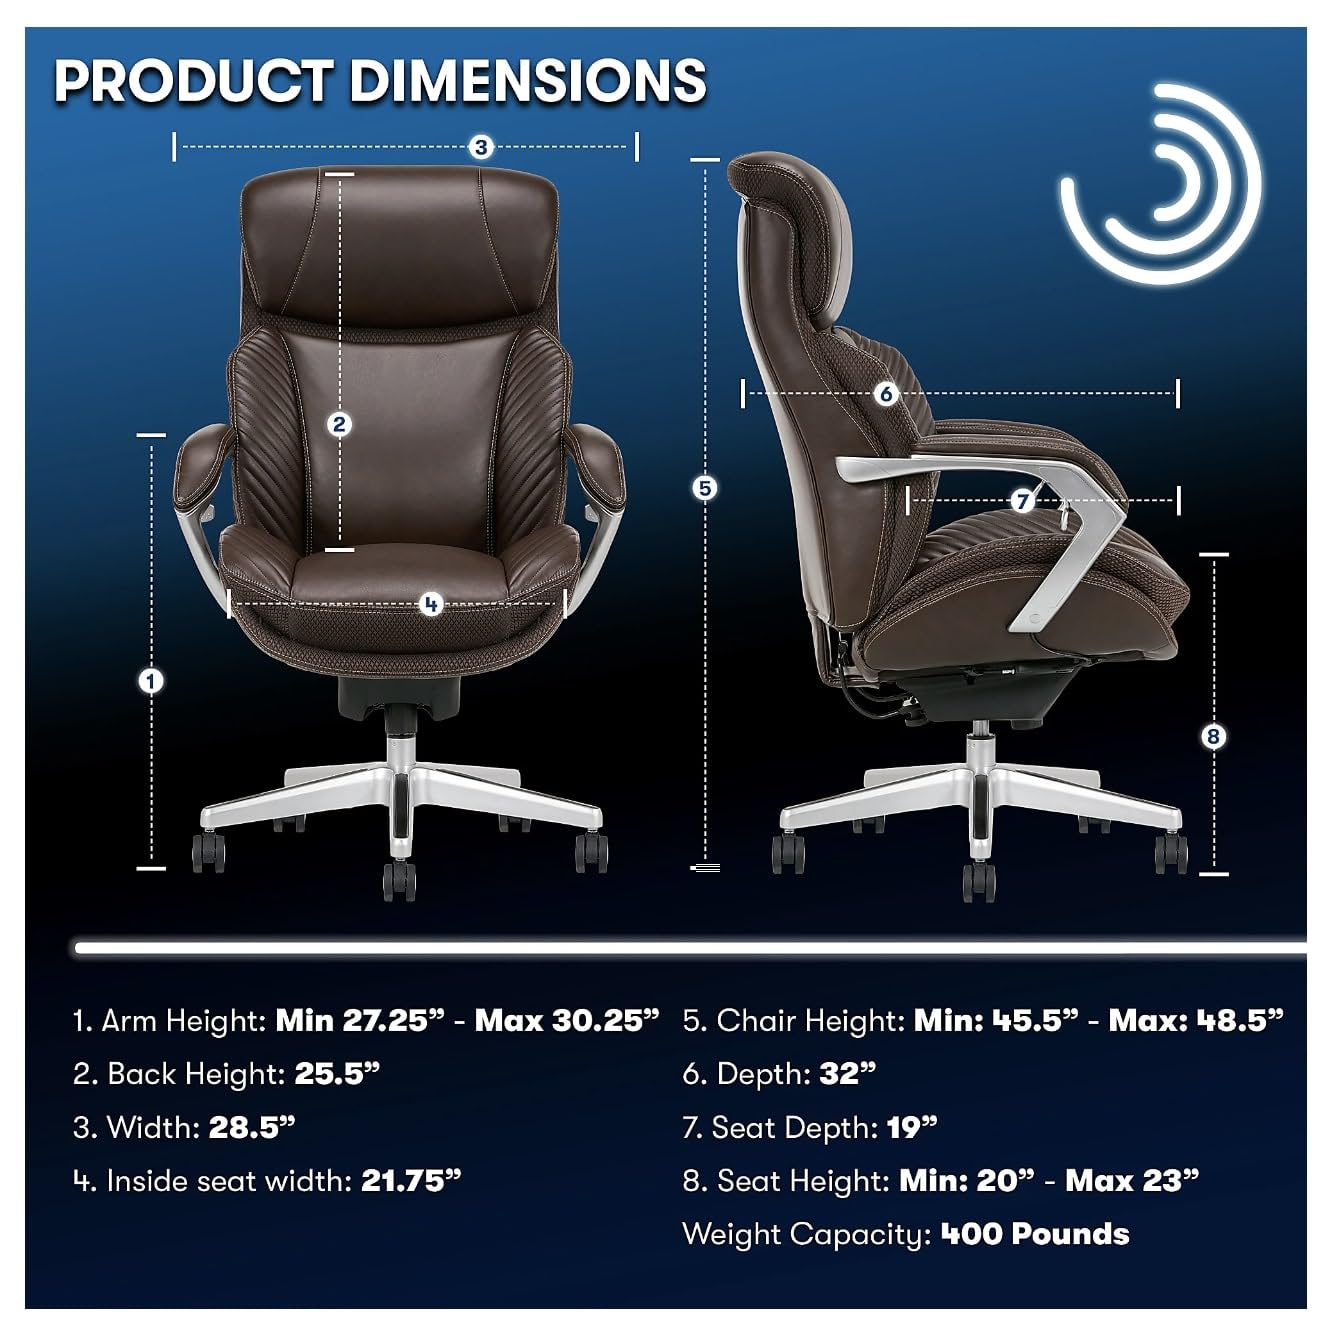 PRODUCT DIMENSIONS
3
2
6
5
7
4
1
8
1. Arm Height: Min 27.25” - Max 30.25”
2. Back Height: 25.5”
3. Width: 28.5”
4. Inside seat width: 21.75”
5. Chair Height: Min: 45.5” - Max: 48.5”
6. Depth: 32”
7. Seat Depth: 19”
8. Seat Height: Min: 20” - Max 23”
Weight Capacity: 400 Pounds